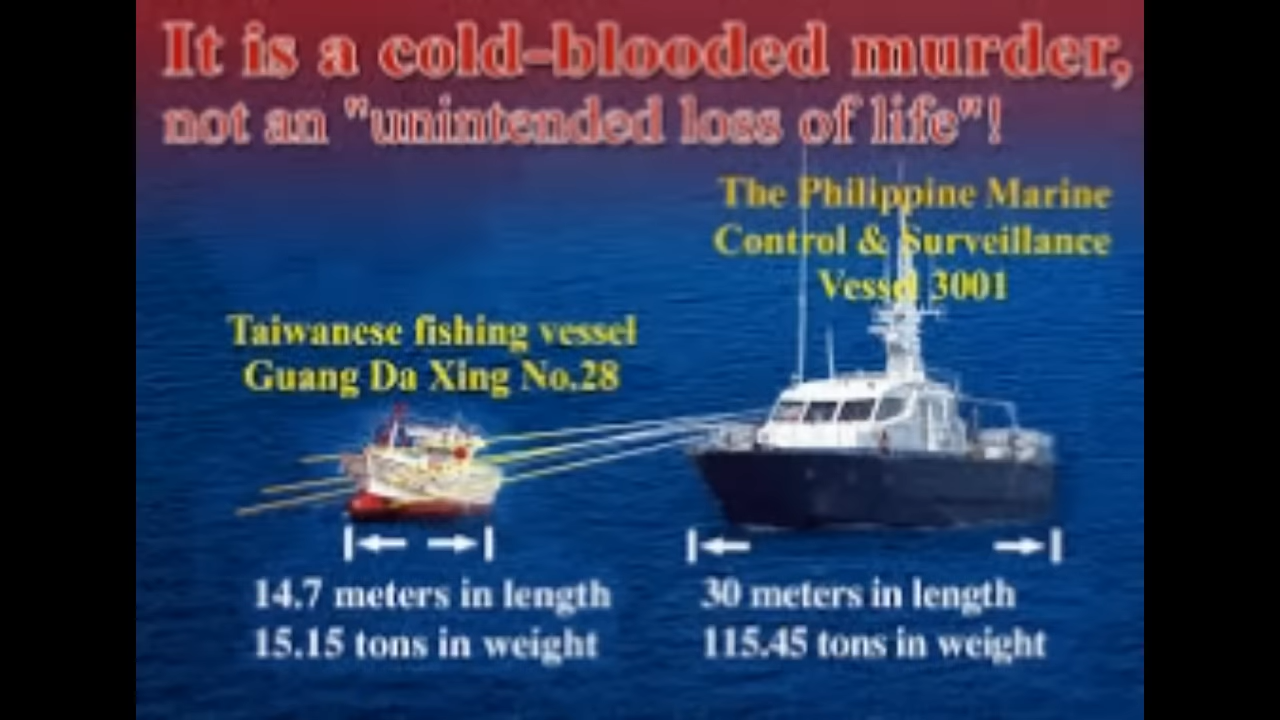 It is a cold-blooded murder,
not an "unintended loss of life"!
The Philippine Marine
Control & Surveillance
Vessel 3001
Taiwanese fishing vessel
Guang Da Xing No.28
14.7 meters in length
15.15 tons in weight
30 meters in length
115.45 tons in weight